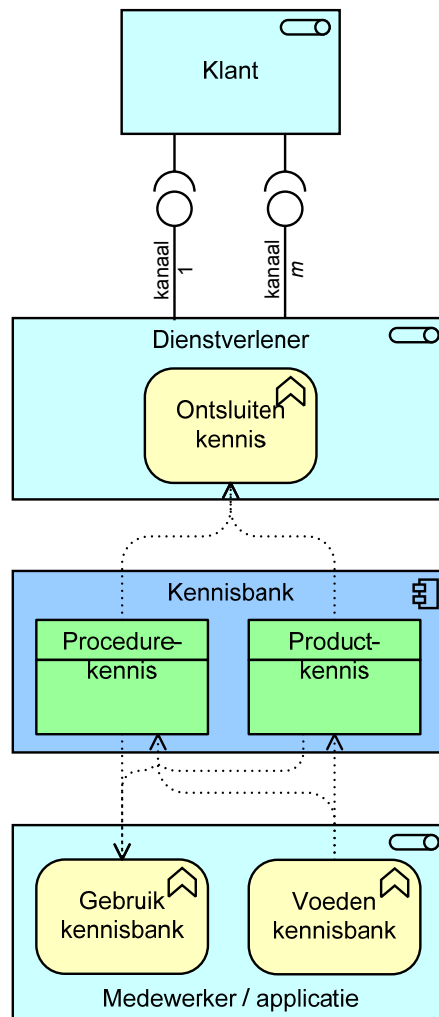 Klant
kanaal
1
kanaal
m
Dienstverlener
Ontsluiten
kennis
Kennisbank
Procedure-
kennis
Product-
kennis
Gebruik
kennisbank
Voeden
kennisbank
Medewerker / applicatie